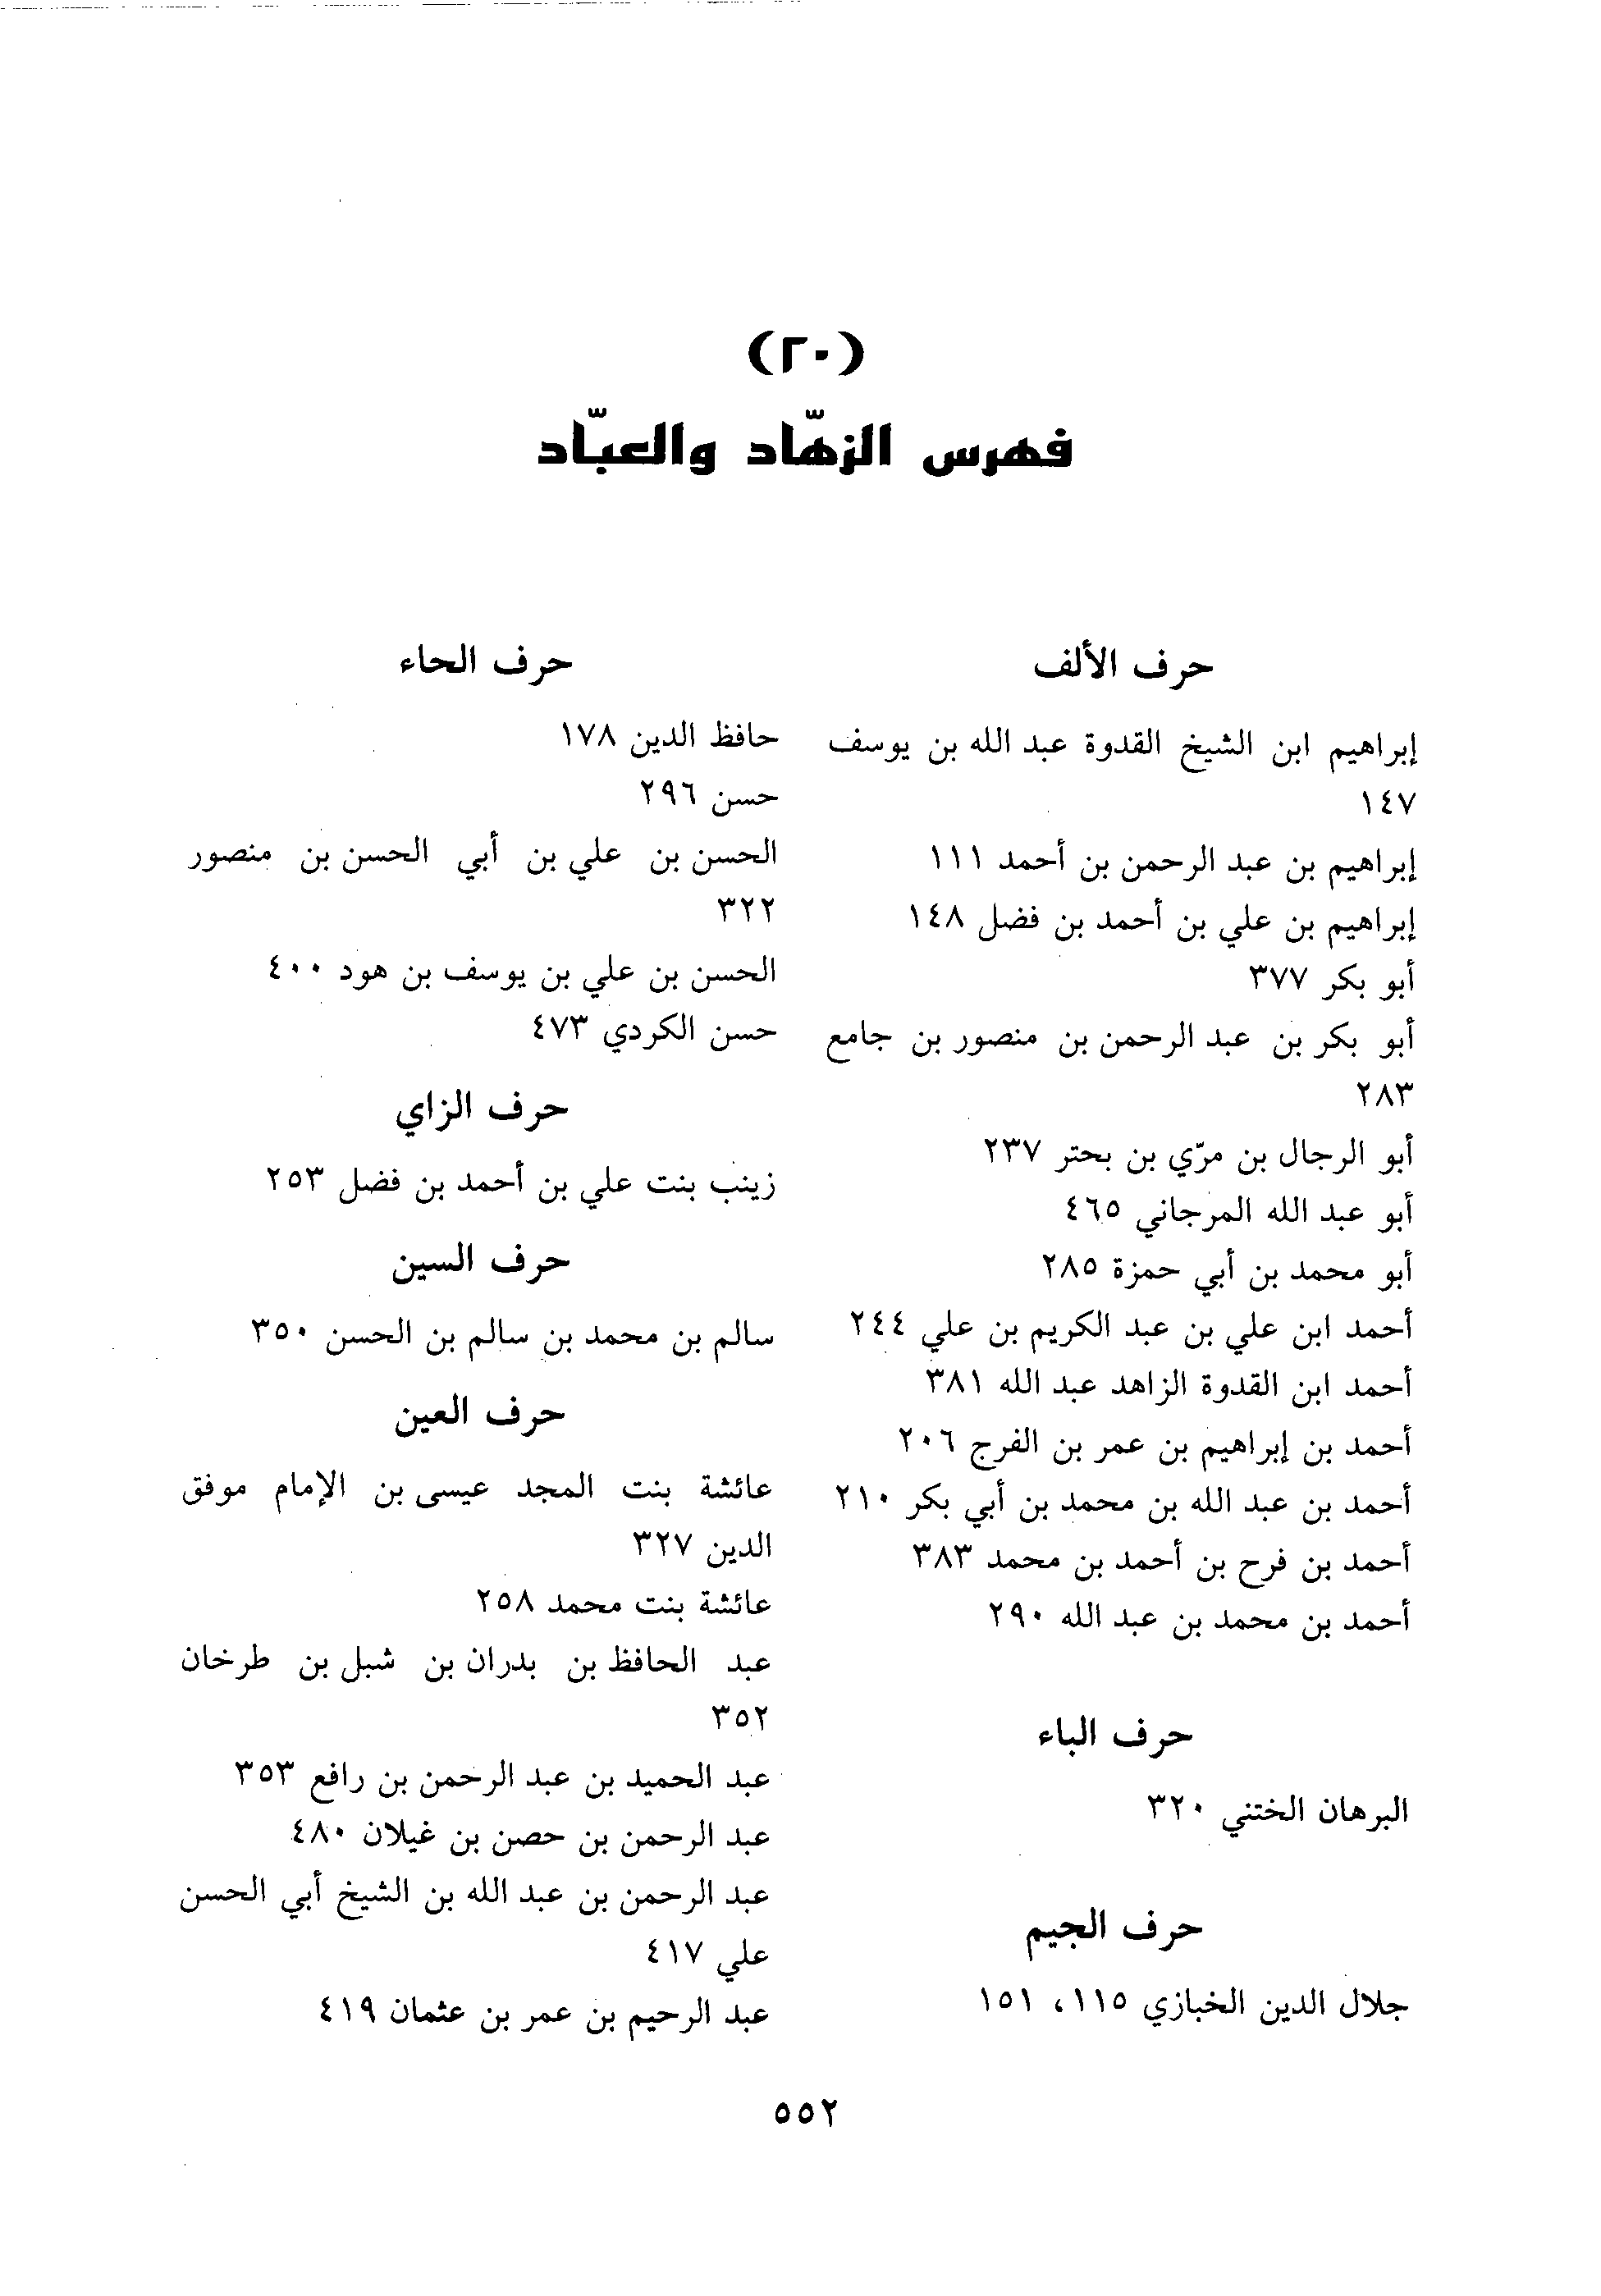 (٢٠)
فهرس الزهّاد والعبّاد
حرف الألف
إبراهيم ابن الشيخ القدوة عبد الله بن يوسف
١٤٧
إبراهيم بن عبد الرحمن بن أحمد ١١١
إبراهيم بن علي بن أحمد بن فضل ١٤٨
أبو بكر ٣٧٧
أبو بكر بن عبد الرحمن بن منصور بن جامع
٢٨٣
أبو الرجال بن مرّي بن بحتر ٢٣٧
أبو عبد الله المرجاني ٤٦٥
أبو محمد بن أبي حمزة ٢٨٥
أحمد ابن علي بن عبد الكريم بن علي ٢٤٤
أحمد ابن القدوة الزاهد عبد الله ٣٨١
أحمد بن إبراهيم بن عمر بن الفرج ٢٠٦
أحمد بن عبد الله بن محمد بن أبي بكر ٢١٠
أحمد بن فرح بن أحمد بن محمد ٣٨٣
أحمد بن محمد بن عبد الله ٢٩٠
حرف الباء
البرهان الختني ٣٢٠
حرف الجيم
جلال الدين الخبازي ١١٥، ١٥١
حرف الحاء
حافظ الدين ١٧٨
حسن ٢٩٦
الحسن بن علي بن أبي الحسن بن منصور
٣٢٢
الحسن بن علي بن يوسف بن هود ٤٠٠
حسن الكردي ٤٧٣
حرف الزاي
زينب بنت علي بن أحمد بن فضل ٢٥٣
حرف السين
سالم بن محمد بن سالم بن الحسن ٣٥٠
حرف العين
عائشة بنت المجد عيسى بن الإمام موفق
الدين ٣٢٧
عائشة بنت محمد ٢٥٨
عبد الحافظ بن بدران بن شبل بن طرخان
٣٥٢
عبد الحميد بن عبد الرحمن بن رافع ٣٥٣
عبد الرحمن بن حصن بن غيلان ٤٨٠
عبد الرحمن بن عبد الله بن الشيخ أبي الحسن
علي ٤١٧
عبد الرحيم بن عمر بن عثمان ٤١٩
٥٥٢